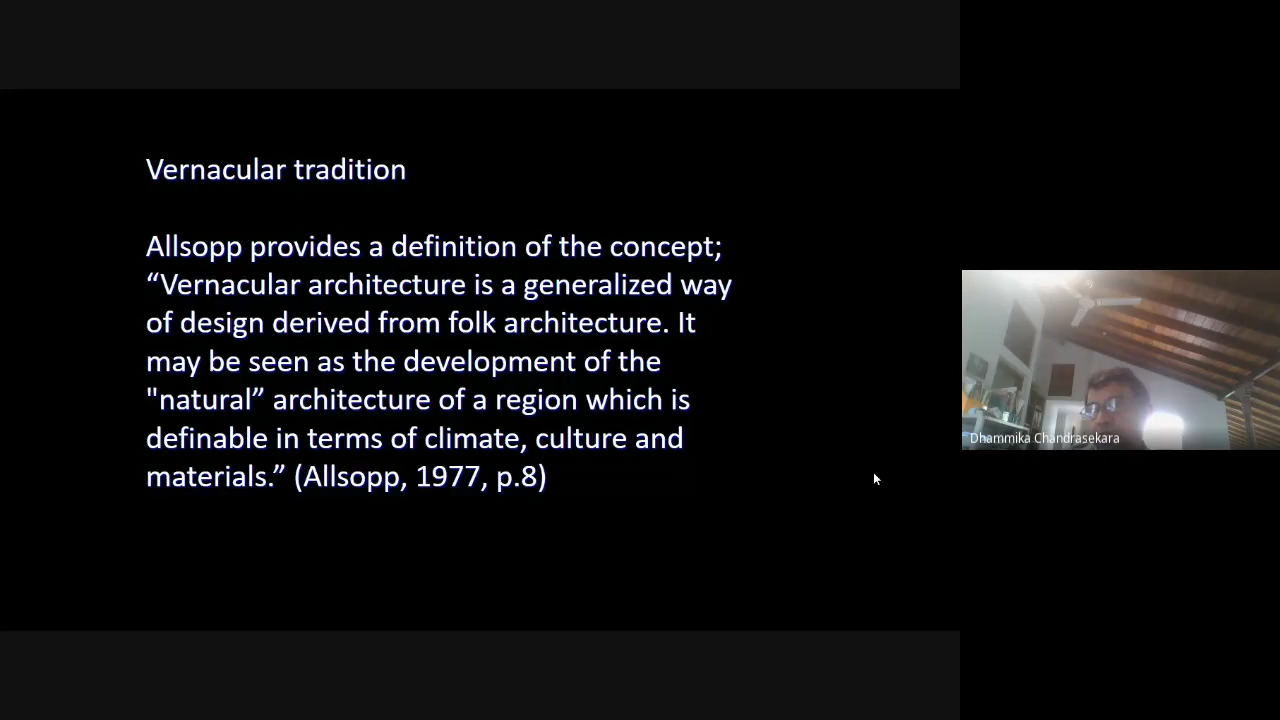 Vernacular tradition
Allsopp provides a definition of the concept;
“Vernacular architecture is a generalized way
of design derived from folk architecture. It
may be seen as the development of the
"natural” architecture of a region which is
definable in terms of climate, culture and
materials.” (Allsopp, 1977, p.8)
Dhammika Chandrasekara